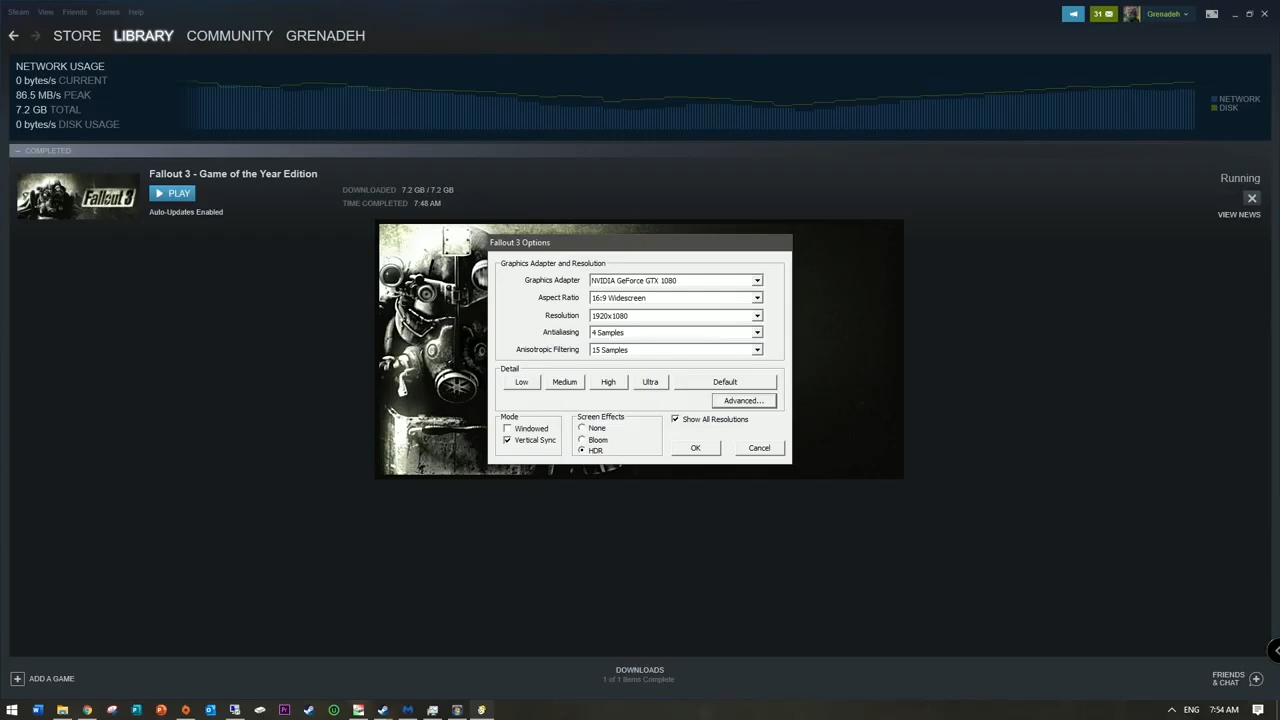 Steam View Friends Games Help
31
Grenadeh
STORE LIBRARY COMMUNITY GRENADEH
NETWORK USAGE
0 bytes/s CURRENT
86.5 MB/s PEAK
7.2 GB TOTAL
0 bytes/s DISK USAGE
NETWORK
DISK
COMPLETED
Fallout 3
Fallout 3 - Game of the Year Edition
PLAY
Auto-Updates Enabled
DOWNLOADED 7.2 GB / 7.2 GB
TIME COMPLETED 7:48 AM
Running
VIEW NEWS
Fallout 3 Options
Graphics Adapter and Resolution
Graphics Adapter NVIDIA GeForce GTX 1080
Aspect Ratio 16:9 Widescreen
Resolution 1920x1080
Antialiasing 4 Samples
Anisotropic Filtering 15 Samples
Detail
Low Medium High Ultra Default
Advanced...
Mode
Windowed
Vertical Sync
Screen Effects
None
Bloom
HDR
Show All Resolutions
OK Cancel
ADD A GAME
DOWNLOADS
1 of 1 Items Complete
FRIENDS
& CHAT
ENG 7:54 AM